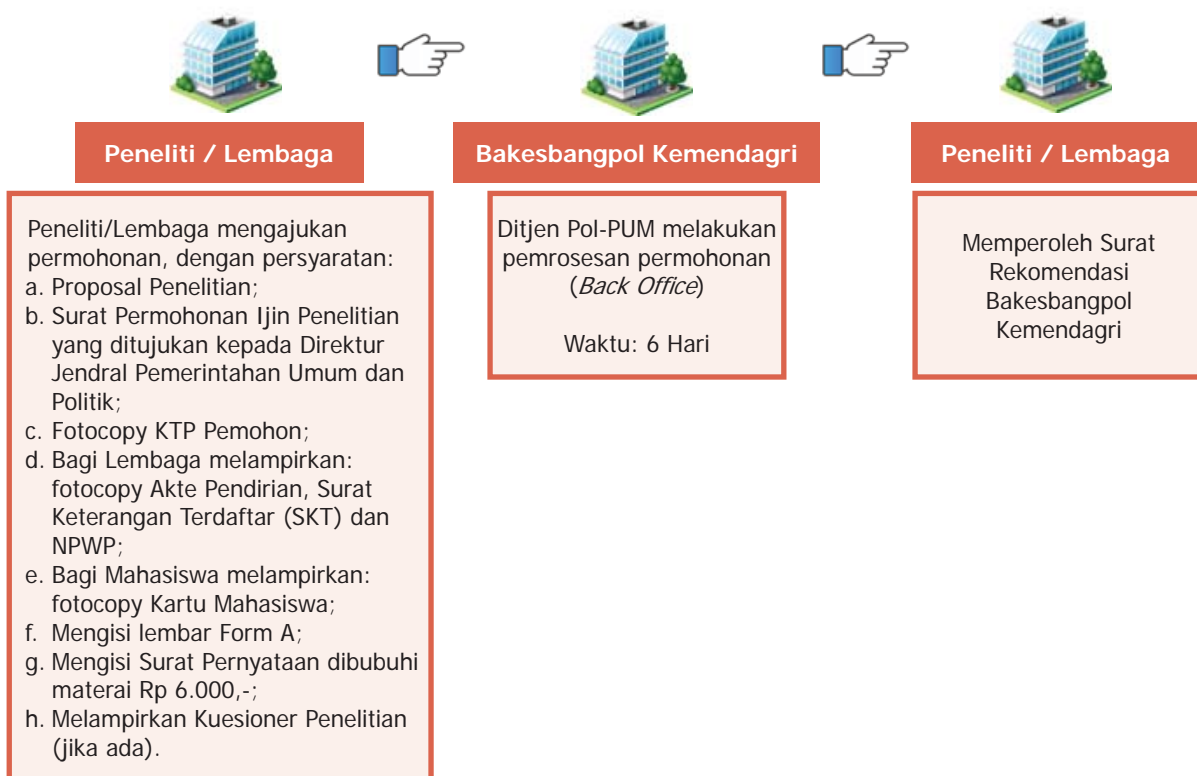 Peneliti / Lembaga
Peneliti/Lembaga mengajukan
permohonan, dengan persyaratan:
a. Proposal Penelitian;
b. Surat Permohonan Ijin Penelitian
yang ditujukan kepada Direktur
Jendral Pemerintahan Umum dan
Politik;
c. Fotocopy KTP Pemohon;
d. Bagi Lembaga melampirkan:
fotocopy Akte Pendirian, Surat
Keterangan Terdaftar (SKT) dan
NPWP;
e. Bagi Mahasiswa melampirkan:
fotocopy Kartu Mahasiswa;
f. Mengisi lembar Form A;
g. Mengisi Surat Pernyataan dibubuhi
materai Rp 6.000,-;
h. Melampirkan Kuesioner Penelitian
(jika ada).
Bakesbangpol Kemendagri
Ditjen Pol-PUM melakukan
pemrosesan permohonan
(Back Office)
Waktu: 6 Hari
Peneliti / Lembaga
Memperoleh Surat
Rekomendasi
Bakesbangpol
Kemendagri